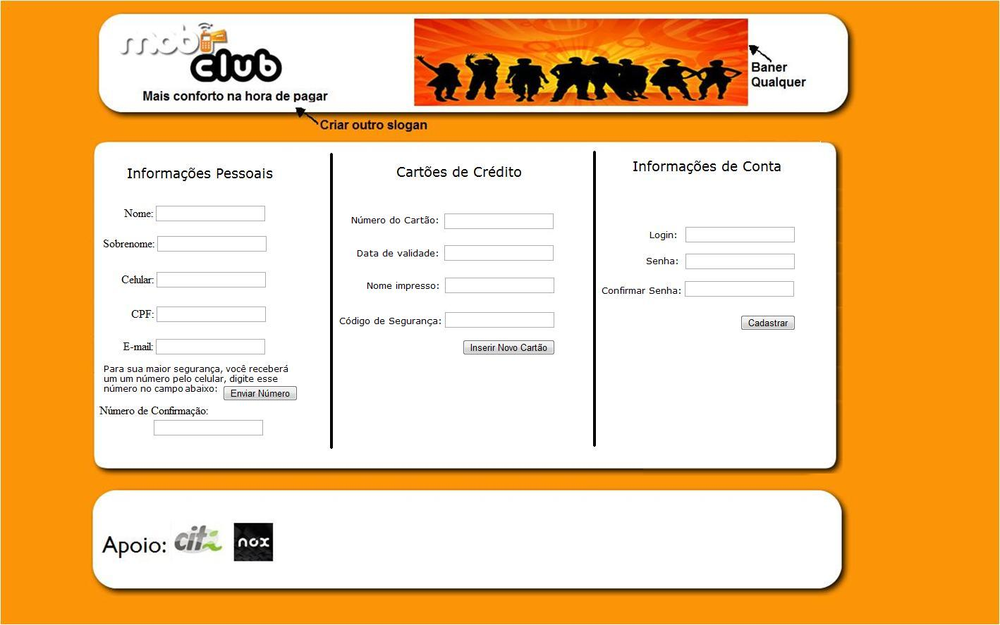 mobi
club
Mais conforto na hora de pagar
Baner
Qualquer
Criar outro slogan
Informações Pessoais
Nome:
Sobrenome:
Celular:
CPF:
E-mail:
Para sua maior segurança, você receberá
um um número pelo celular, digite esse
número no campo abaixo:
Enviar Número
Número de Confirmação:
Cartões de Crédito
Número do Cartão:
Data de validade:
Nome impresso:
Código de Segurança:
Inserir Novo Cartão
Informações de Conta
Login:
Senha:
Confirmar Senha:
Cadastrar
Apoio:
citi
nox